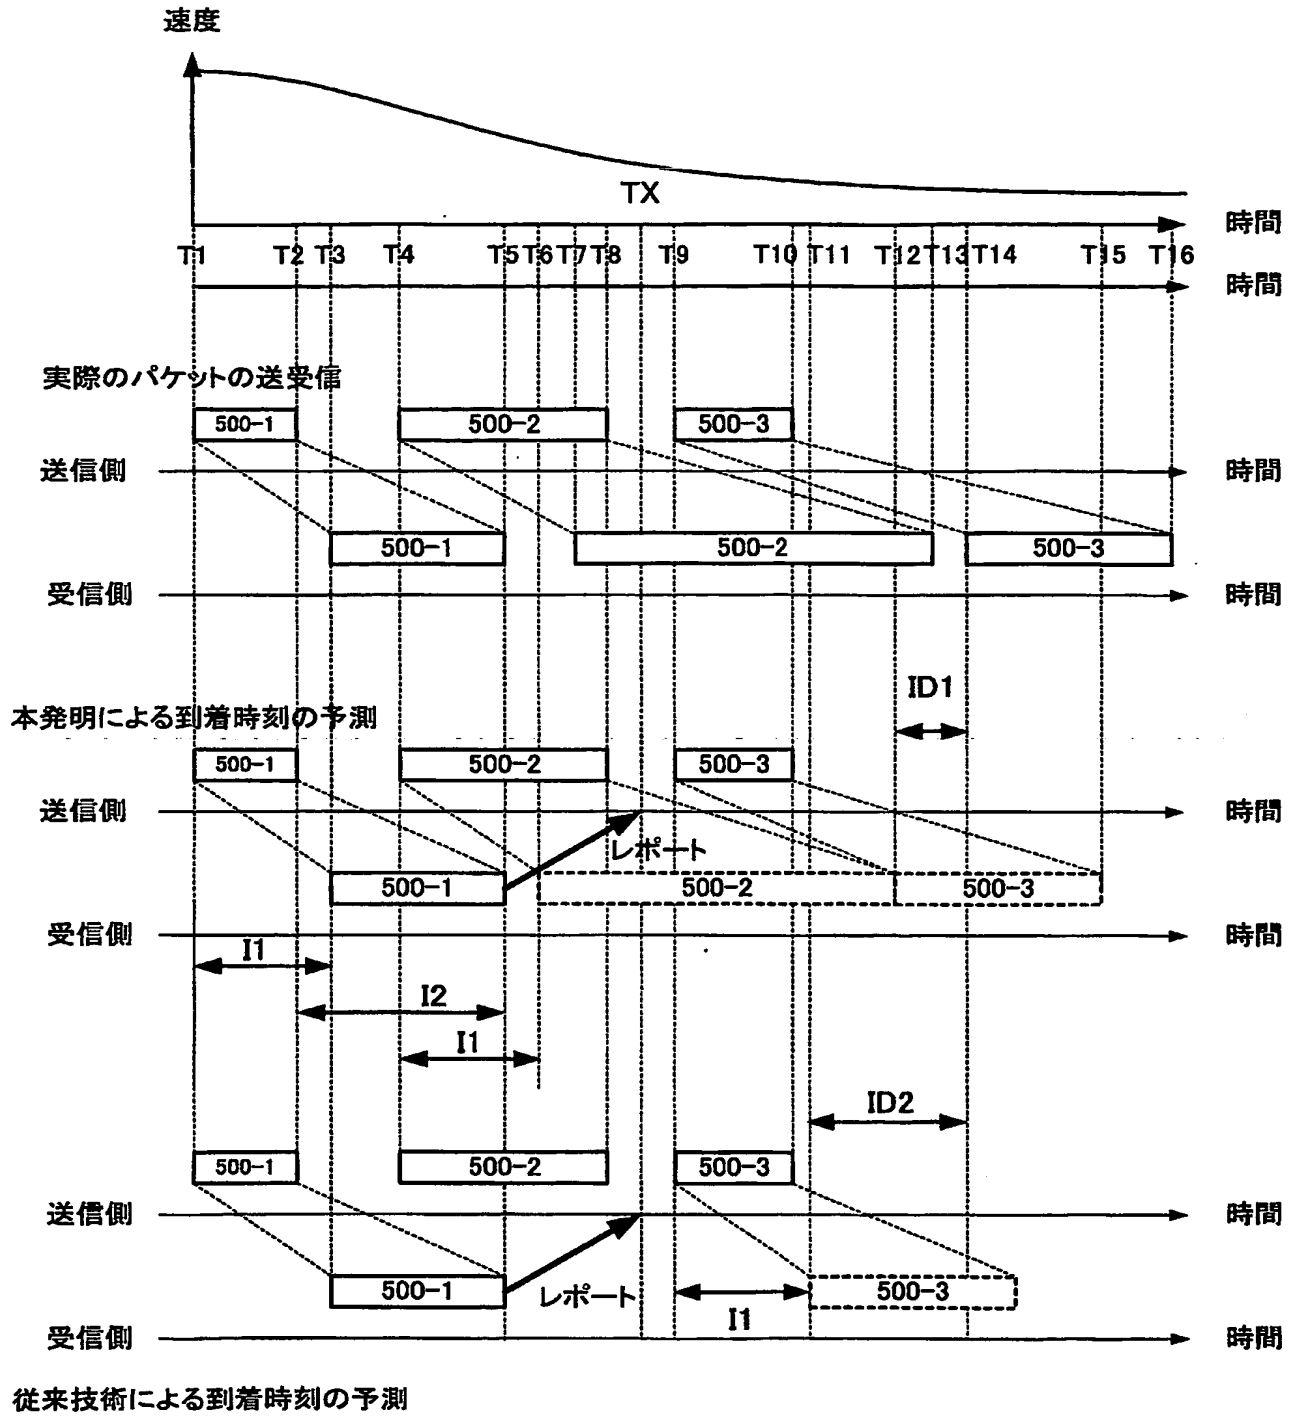 速度
TX
時間
T1 T2 T3 T4 T5 T6 T7 T8 T9 T10 T11 T12 T13 T14 T15 T16
時間
実際のパケットの送受信
500-1 500-2 500-3
送信側 時間
500-1 500-2 500-3
受信側 時間
ID1
本発明による到着時刻の予測
500-1 500-2 500-3
送信側 時間
レポート
500-1 500-2 500-3
受信側 時間
I1
I2
I1
ID2
500-1 500-2 500-3
送信側 時間
500-1 レポート 500-3
I1
受信側 時間
従来技術による到着時刻の予測